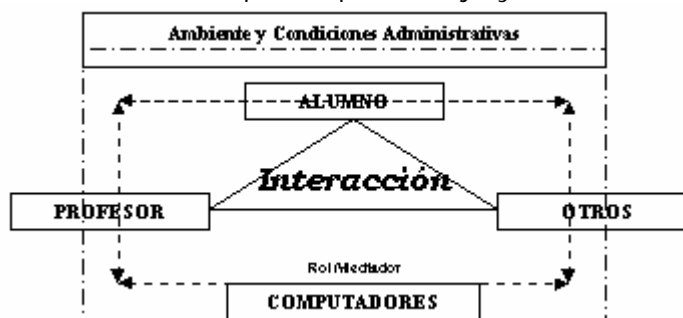 Ambiente y Condiciones Administrativas
ALUMNO
Interacción
PROFESOR
OTROS
Rol Mediador
COMPUTADORES